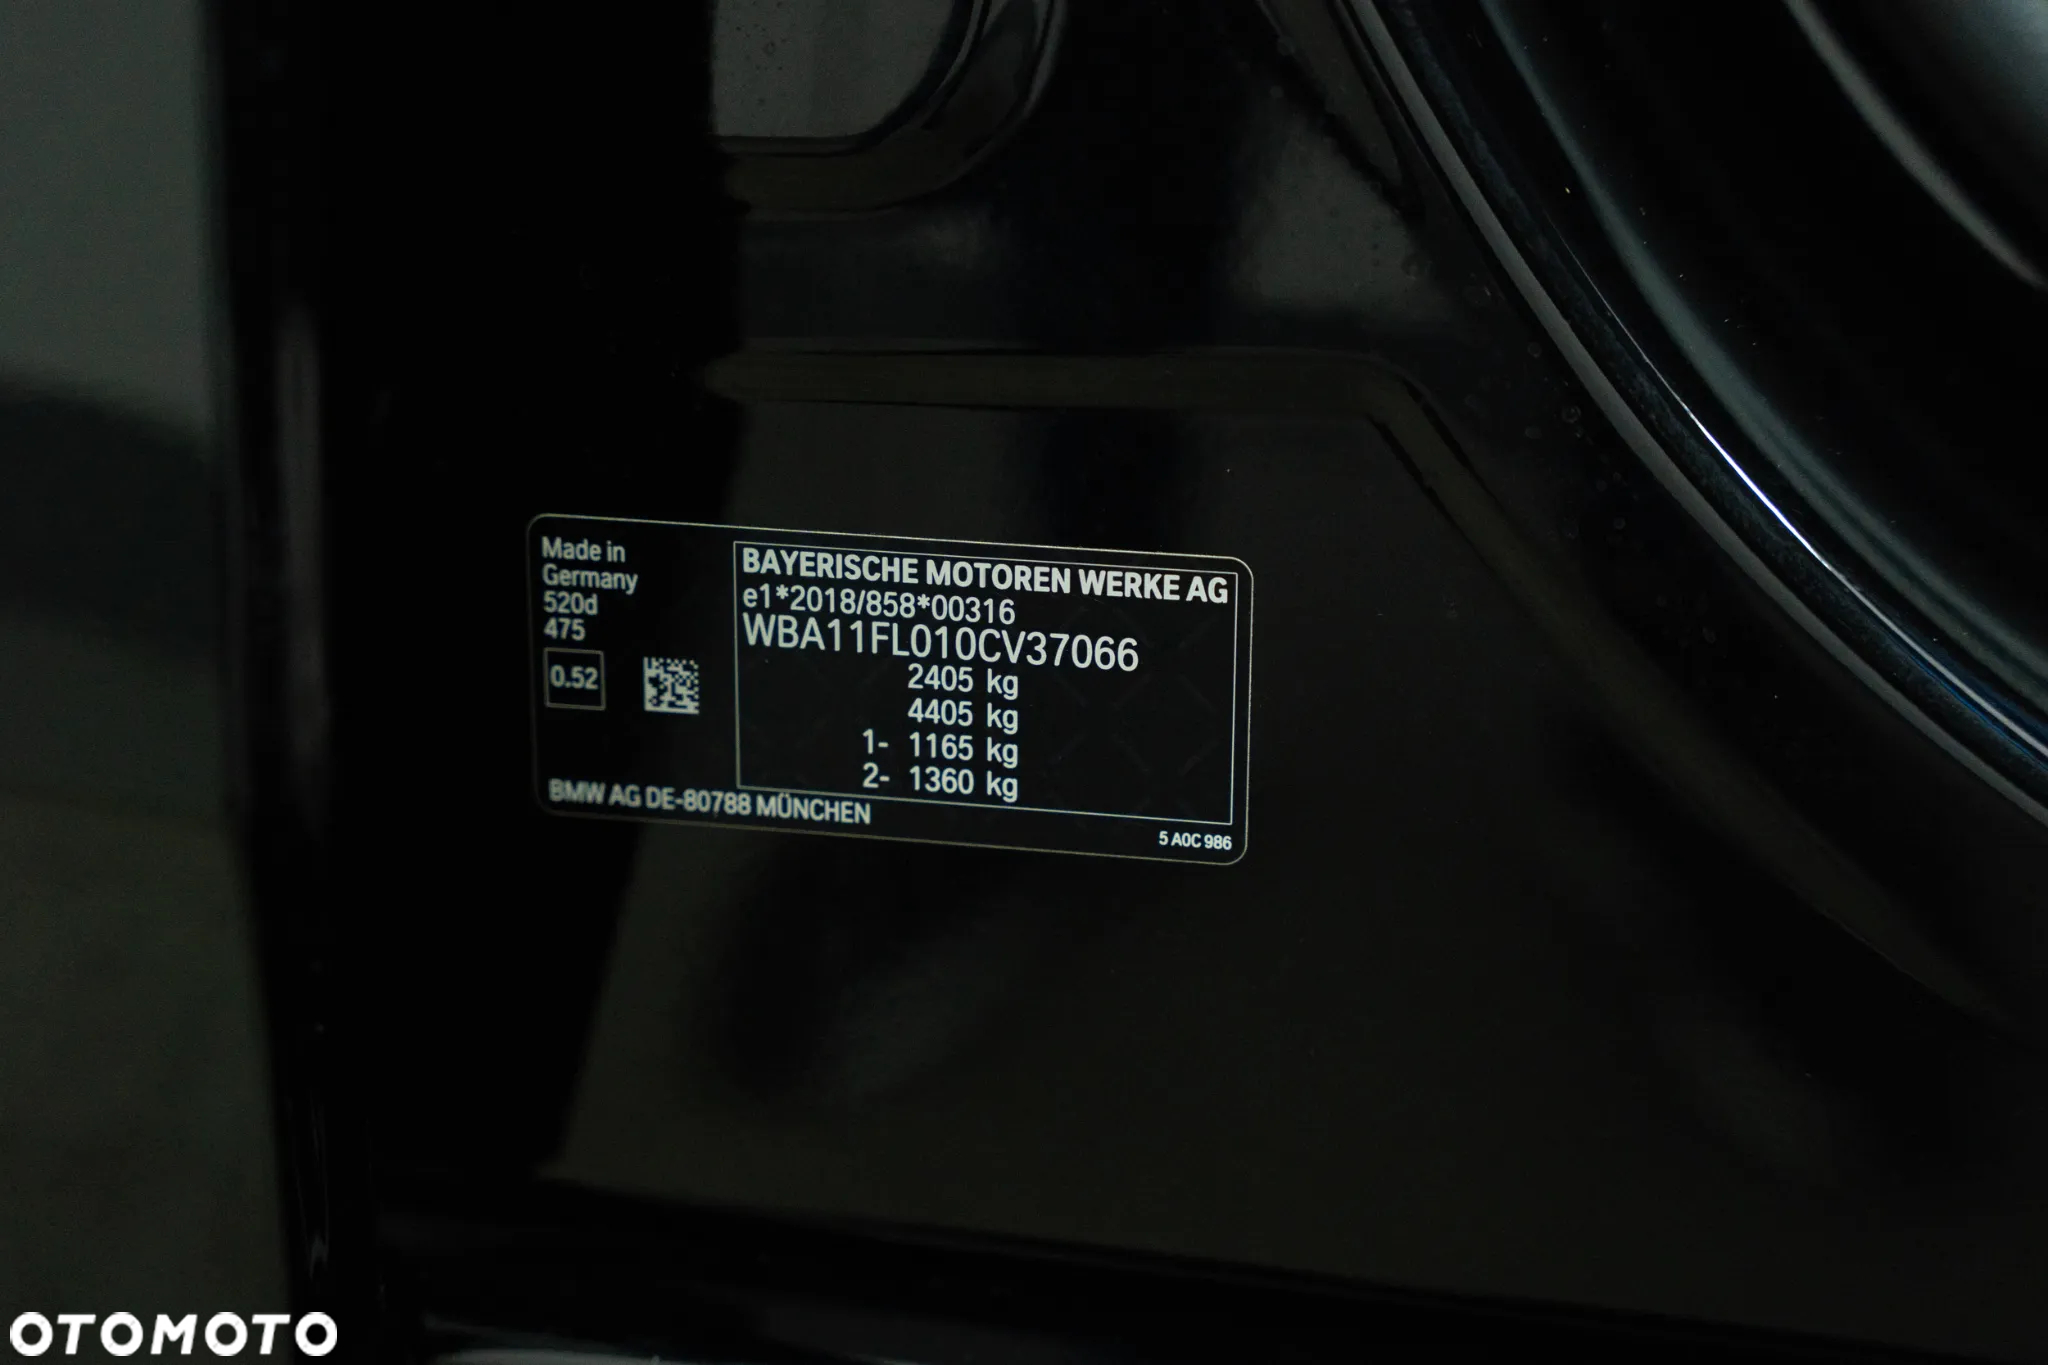 Made in
Germany
520d
475
0.52
BAYERISCHE MOTOREN WERKE AG
e1*2018/858*00316
WBA11FL010CV37066
2405 kg
4405 kg
1- 1165 kg
2- 1360 kg
BMW AG DE-80788 MÜNCHEN
5 A0C 986
OTOMOTO